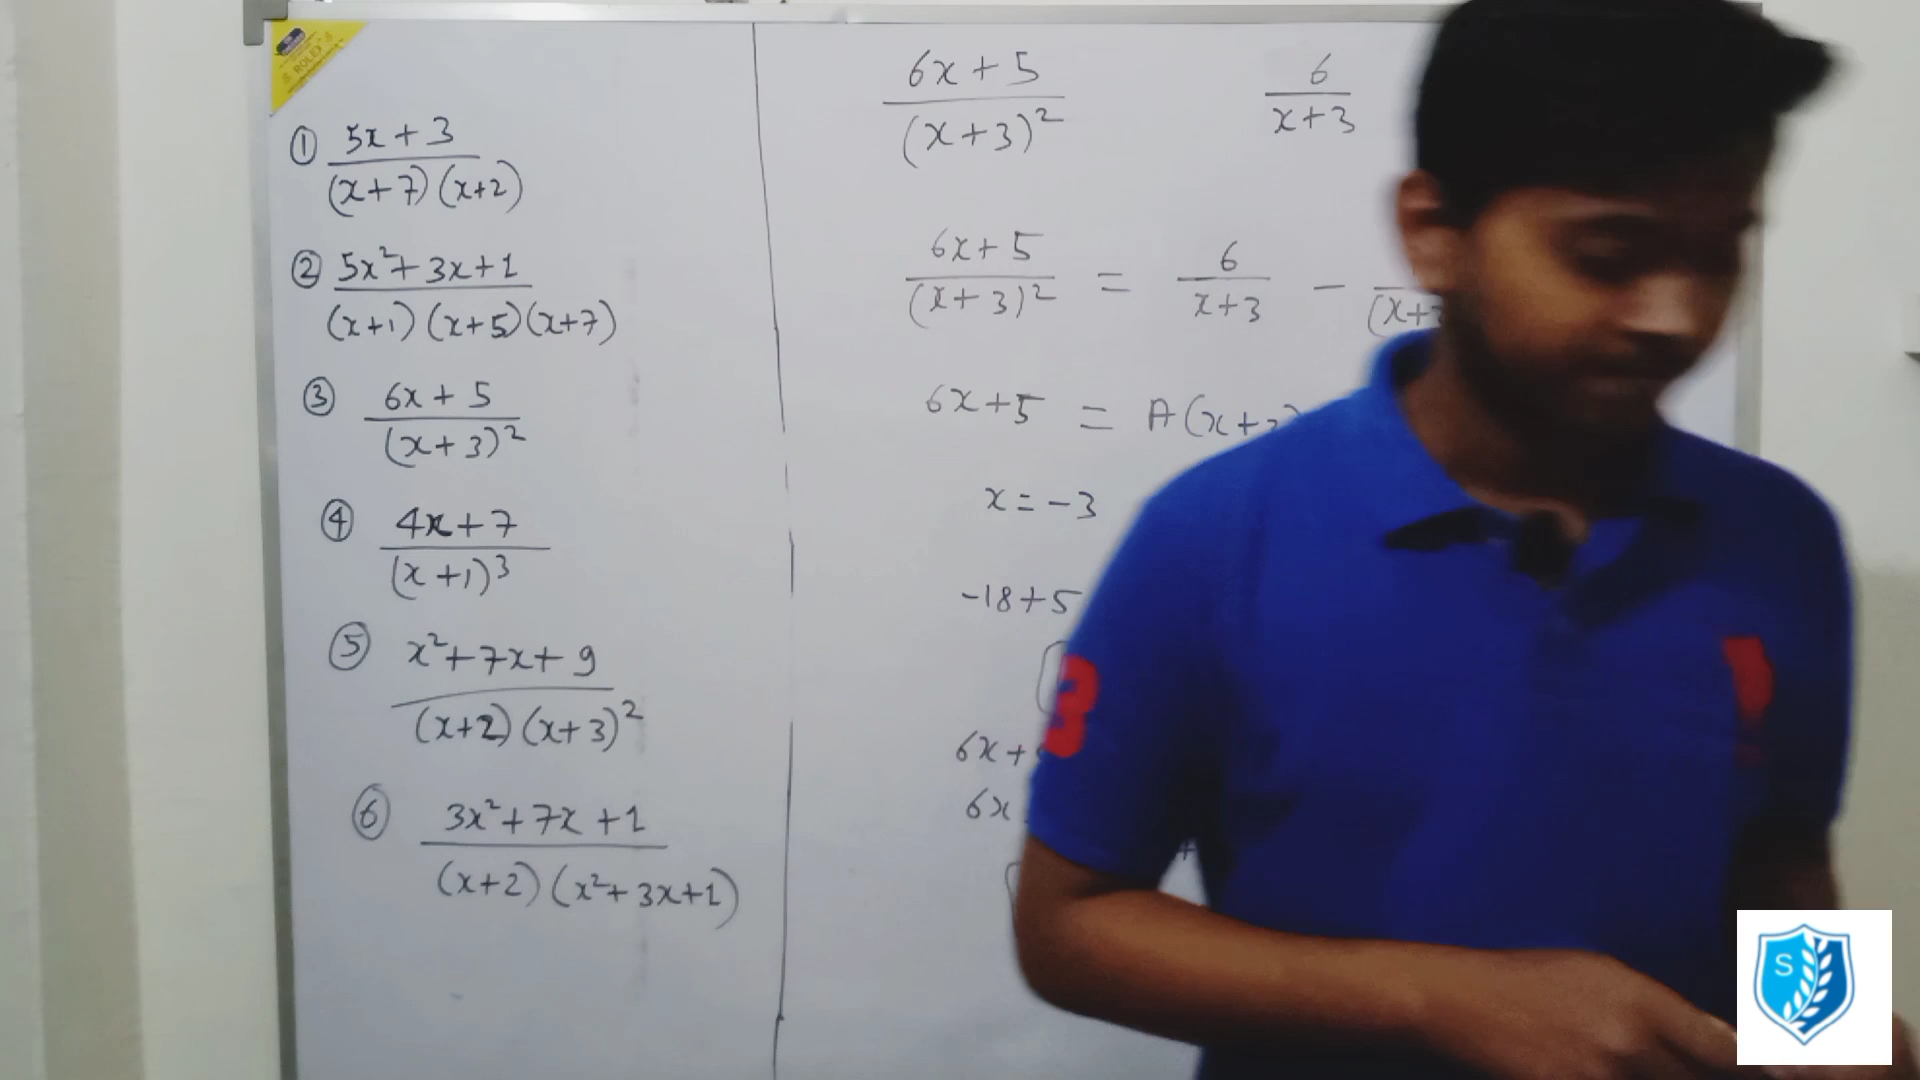 ① (5x + 3) / ((x + 7)(x + 2))
② (5x² + 3x + 1) / ((x + 1)(x + 5)(x + 7))
③ (6x + 5) / (x + 3)²
④ (4x + 7) / (x + 1)³
⑤ (x² + 7x + 9) / ((x + 2)(x + 3)²)
⑥ (3x² + 7x + 1) / ((x + 2)(x² + 3x + 1))
(6x + 5) / (x + 3)² 6 / (x + 3)
(6x + 5) / (x + 3)² = 6 / (x + 3) −
6x + 5 = A(x +
x = -3
-18 + 5
6x +
6x
S